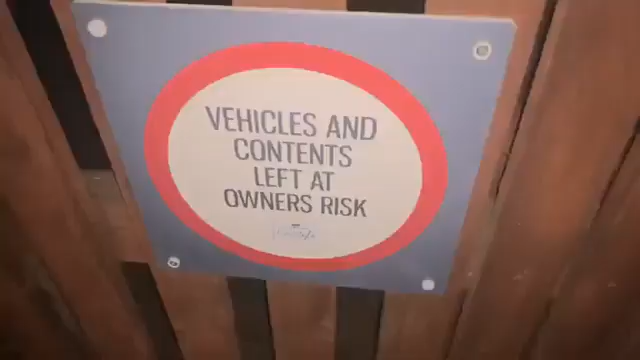 VEHICLES AND
CONTENTS
LEFT AT
OWNERS RISK